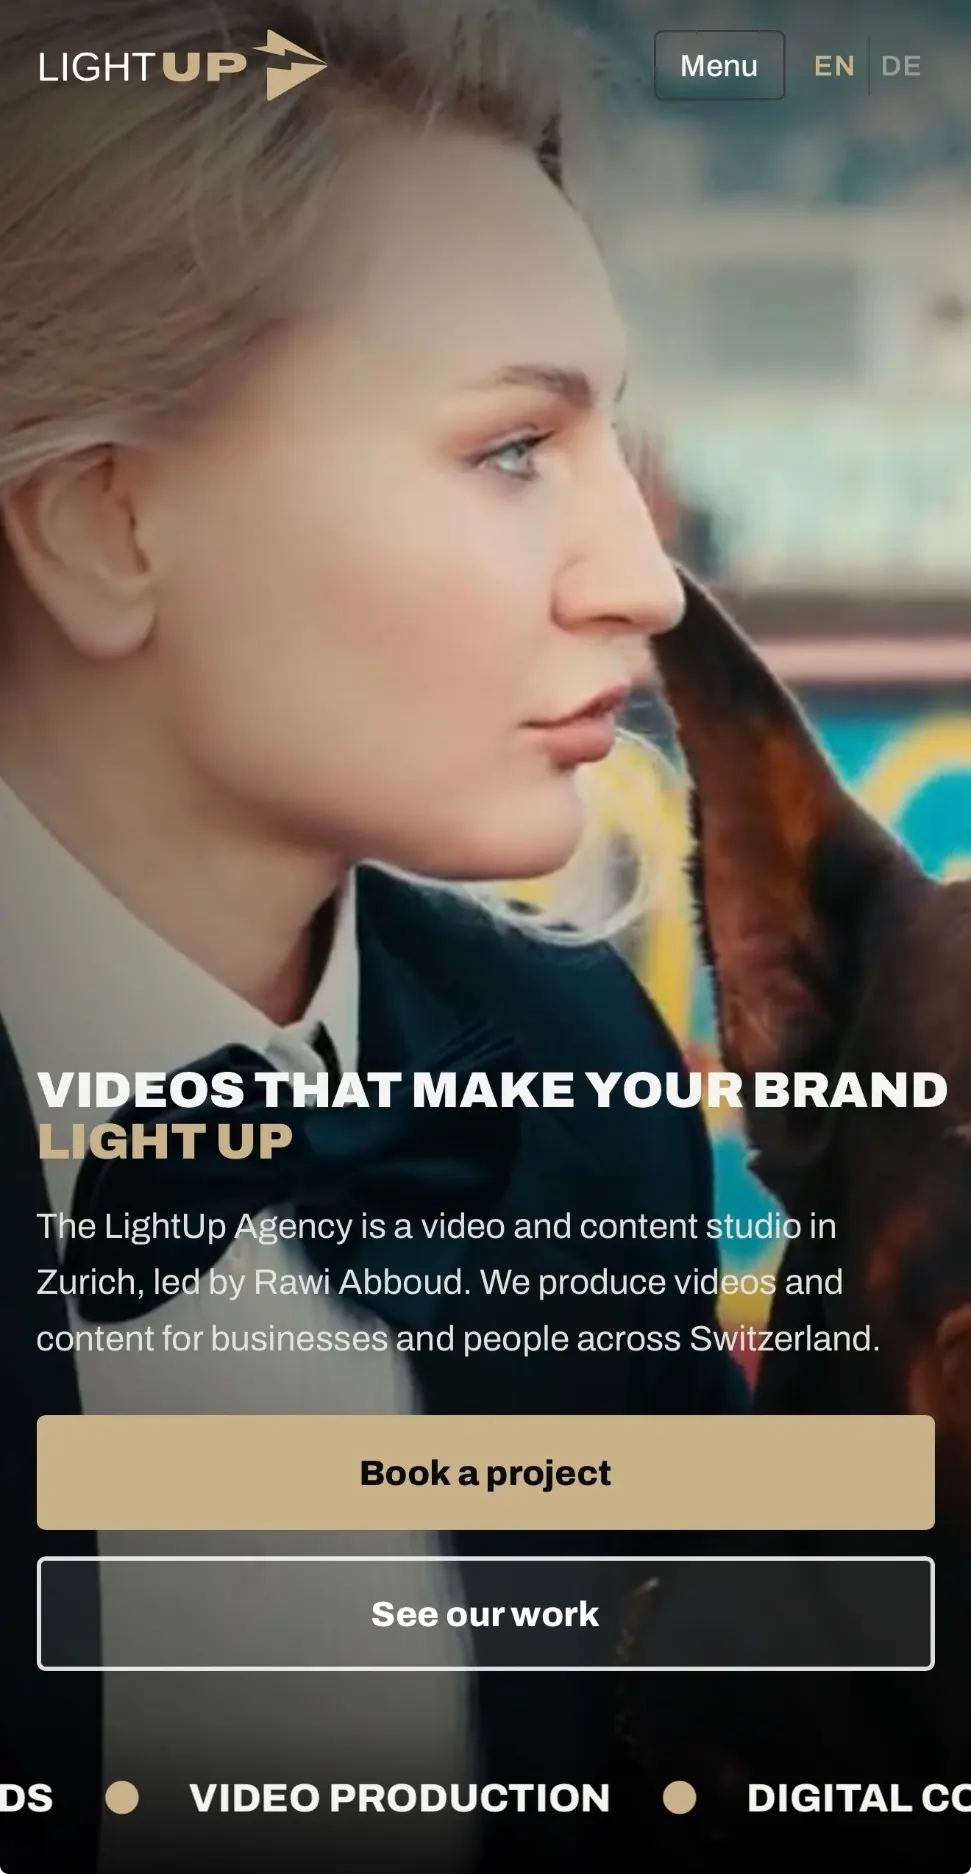 LIGHTUP
Menu
EN | DE
VIDEOS THAT MAKE YOUR BRAND
LIGHT UP
The LightUp Agency is a video and content studio in
Zurich, led by Rawi Abboud. We produce videos and
content for businesses and people across Switzerland.
Book a project
See our work
DS ● VIDEO PRODUCTION ● DIGITAL CO